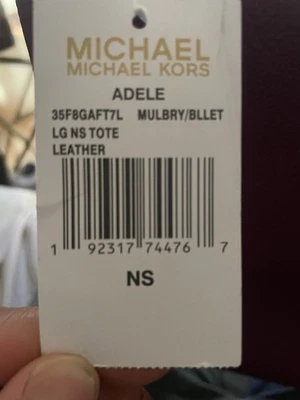 MICHAEL
MICHAEL KORS
ADELE
35F8GAFT7L MULBRY/BLLET
LG NS TOTE
LEATHER
1 92317 74476 7
NS